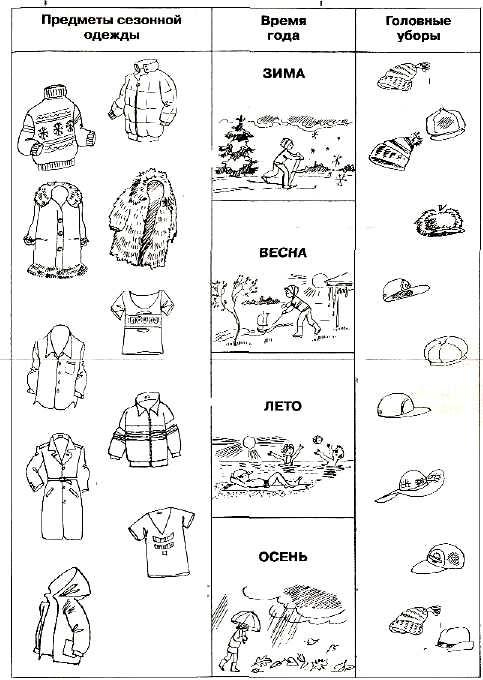 Предметы сезонной
одежды
Время
года
Головные
уборы
ЗИМА
ВЕСНА
ЛЕТО
ОСЕНЬ